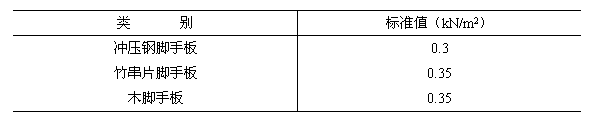 类 别 标准值（kN/m²）
冲压钢脚手板 0.3
竹串片脚手板 0.35
木脚手板 0.35